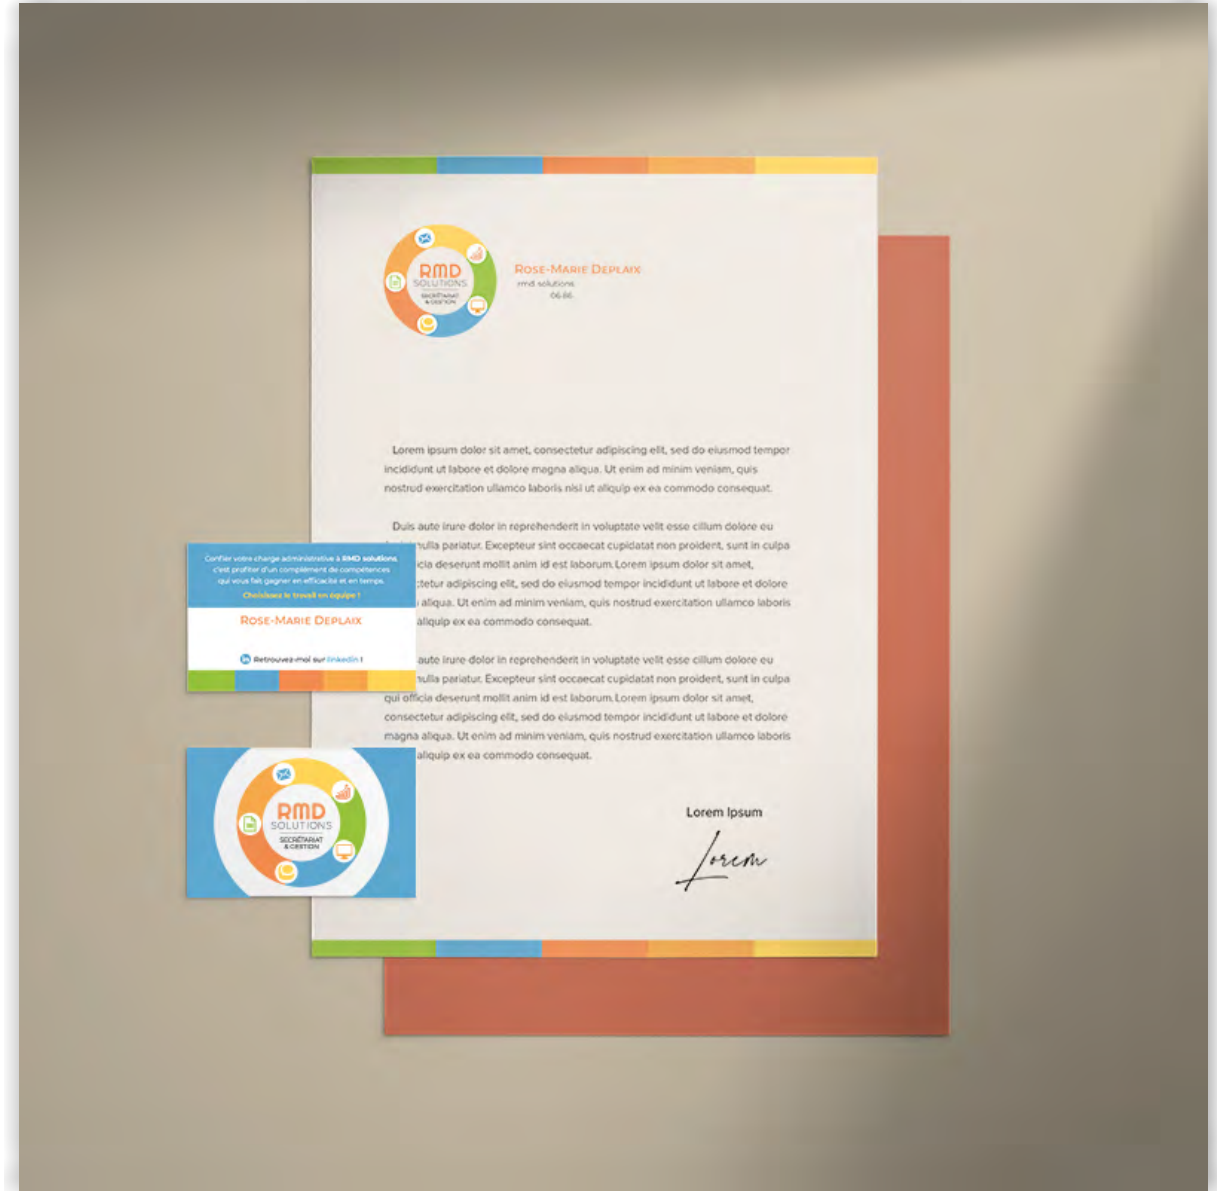 RMD
SOLUTIONS
SECRÉTARIAT
& GESTION
ROSE-MARIE DEPLAIX
rmd solutions
06 86
Lorem ipsum dolor sit amet, consectetur adipiscing elit, sed do eiusmod tempor
incididunt ut labore et dolore magna aliqua. Ut enim ad minim veniam, quis
nostrud exercitation ullamco laboris nisi ut aliquip ex ea commodo consequat.
Duis aute irure dolor in reprehenderit in voluptate velit esse cillum dolore eu
nulla pariatur. Excepteur sint occaecat cupidatat non proident, sunt in culpa
deserunt mollit anim id est laborum. Lorem ipsum dolor sit amet,
adipiscing elit, sed do eiusmod tempor incididunt ut labore et dolore
aliqua. Ut enim ad minim veniam, quis nostrud exercitation ullamco laboris
aliquip ex ea commodo consequat.
aute irure dolor in reprehenderit in voluptate velit esse cillum dolore eu
nulla pariatur. Excepteur sint occaecat cupidatat non proident, sunt in culpa
qui officia deserunt mollit anim id est laborum. Lorem ipsum dolor sit amet,
consectetur adipiscing elit, sed do eiusmod tempor incididunt ut labore et dolore
magna aliqua. Ut enim ad minim veniam, quis nostrud exercitation ullamco laboris
aliquip ex ea commodo consequat.
Lorem Ipsum
Lorem
Confier votre charge administrative à RMD solutions
c'est profiter d'un complément de compétences
qui vous fait gagner en efficacité et en temps.
Choisissez le travail en équipe !
ROSE-MARIE DEPLAIX
in Retrouvez-moi sur linkedin !
RMD
SOLUTIONS
SECRÉTARIAT
& GESTION